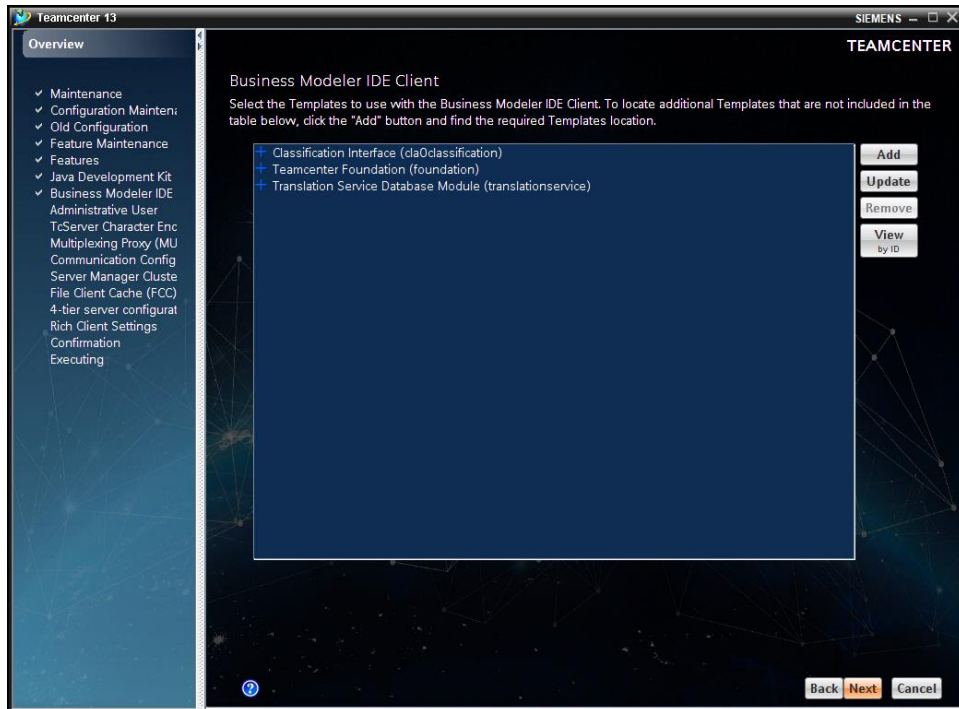 Teamcenter 13
SIEMENS
Overview
TEAMCENTER
Maintenance
Configuration Maintena
Old Configuration
Feature Maintenance
Features
Java Development Kit
Business Modeler IDE
Administrative User
TcServer Character Enc
Multiplexing Proxy (MU
Communication Config
Server Manager Cluste
File Client Cache (FCC)
4-tier server configurat
Rich Client Settings
Confirmation
Executing
Business Modeler IDE Client
Select the Templates to use with the Business Modeler IDE Client. To locate additional Templates that are not included in the
table below, click the "Add" button and find the required Templates location.
Classification Interface (cla0classification)
Teamcenter Foundation (foundation)
Translation Service Database Module (translationservice)
Add
Update
Remove
View
by ID
?
Back Next Cancel